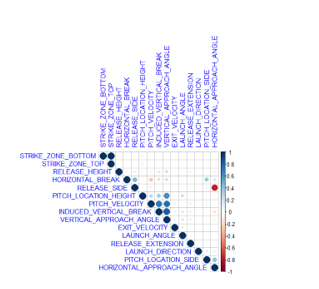 STRIKE_ZONE_BOTTOM
STRIKE_ZONE_TOP
RELEASE_HEIGHT
HORIZONTAL_BREAK
RELEASE_SIDE
PITCH_LOCATION_HEIGHT
PITCH_VELOCITY
INDUCED_VERTICAL_BREAK
VERTICAL_APPROACH_ANGLE
EXIT_VELOCITY
LAUNCH_ANGLE
RELEASE_EXTENSION
LAUNCH_DIRECTION
PITCH_LOCATION_SIDE
HORIZONTAL_APPROACH_ANGLE
STRIKE_ZONE_BOTTOM
STRIKE_ZONE_TOP
RELEASE_HEIGHT
HORIZONTAL_BREAK
RELEASE_SIDE
PITCH_LOCATION_HEIGHT
PITCH_VELOCITY
INDUCED_VERTICAL_BREAK
VERTICAL_APPROACH_ANGLE
EXIT_VELOCITY
LAUNCH_ANGLE
RELEASE_EXTENSION
LAUNCH_DIRECTION
PITCH_LOCATION_SIDE
HORIZONTAL_APPROACH_ANGLE
1
0.8
0.6
0.4
0.2
0
-0.2
-0.4
-0.6
-0.8
-1